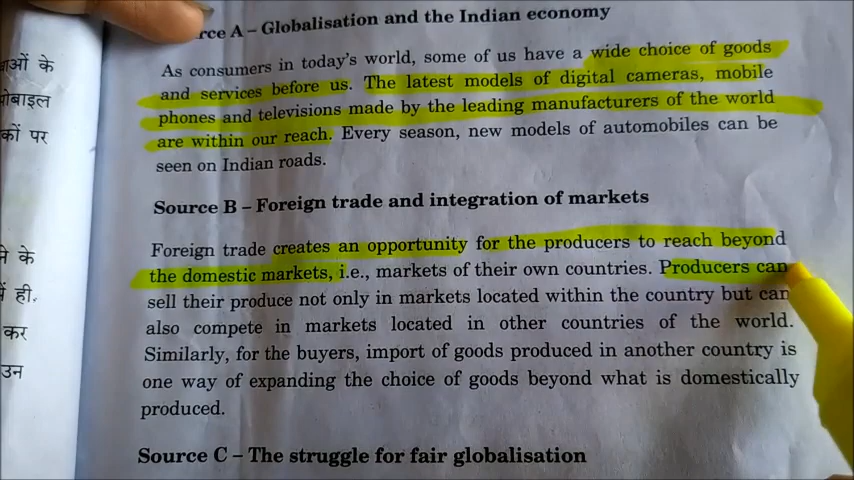 A – Globalisation and the Indian economy
As consumers in today's world, some of us have a wide choice of goods
and services before us. The latest models of digital cameras, mobile
phones and televisions made by the leading manufacturers of the world
are within our reach. Every season, new models of automobiles can be
seen on Indian roads.
Source B – Foreign trade and integration of markets
Foreign trade creates an opportunity for the producers to reach beyond
the domestic markets, i.e., markets of their own countries. Producers can
sell their produce not only in markets located within the country but can
also compete in markets located in other countries of the world.
Similarly, for the buyers, import of goods produced in another country is
one way of expanding the choice of goods beyond what is domestically
produced.
Source C – The struggle for fair globalisation
के
कों पर
के
ही.
कर
उन